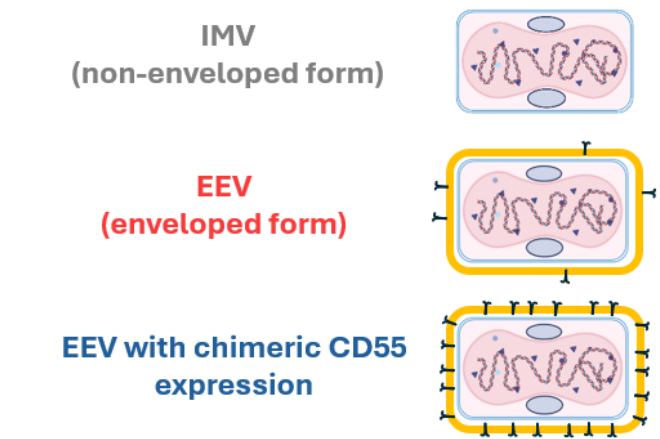 IMV
(non-enveloped form)
EEV
(enveloped form)
EEV with chimeric CD55
expression